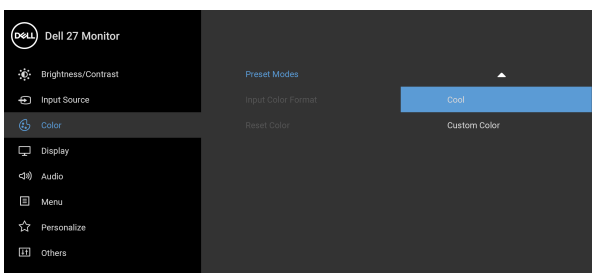 DELL Dell 27 Monitor
Brightness/Contrast Preset Modes
Input Source Input Color Format Cool
Color Reset Color Custom Color
Display
Audio
Menu
Personalize
Others